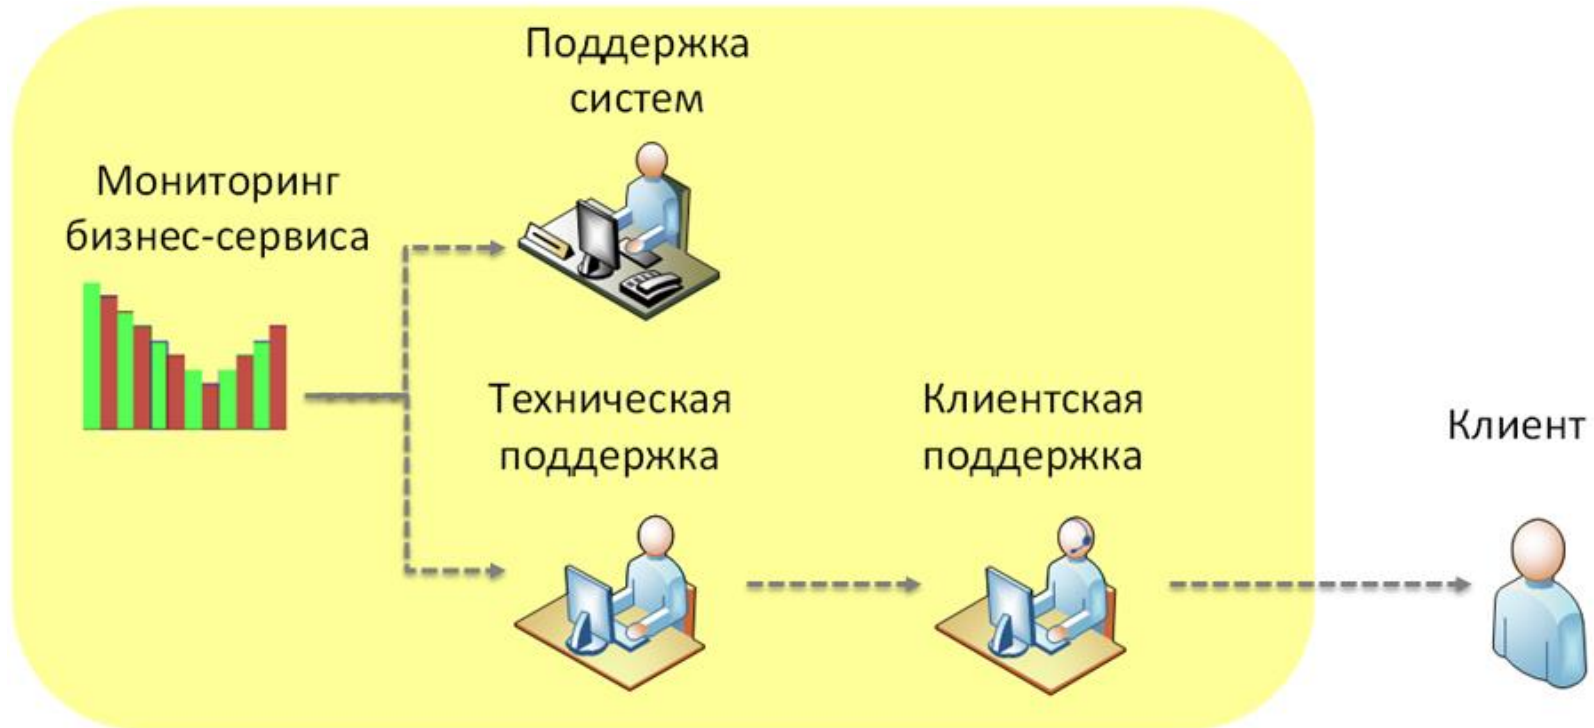 Поддержка
систем
Мониторинг
бизнес-сервиса
Техническая
поддержка
Клиентская
поддержка
Клиент